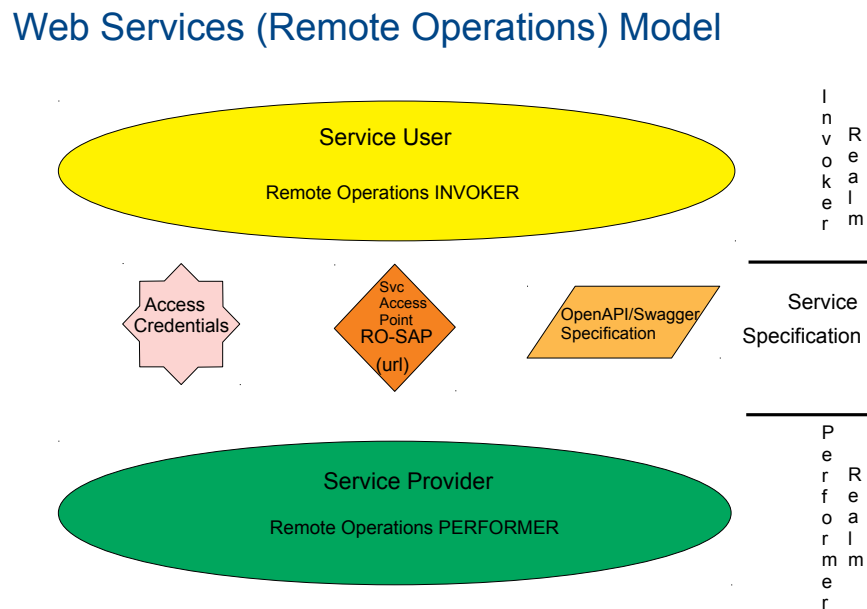 Web Services (Remote Operations) Model
Service User
Remote Operations INVOKER
Invoker
Realm
Access
Credentials
Svc
Access
Point
RO-SAP
(url)
OpenAPI/Swagger
Specification
Service
Specification
Service Provider
Remote Operations PERFORMER
Performer
Realm